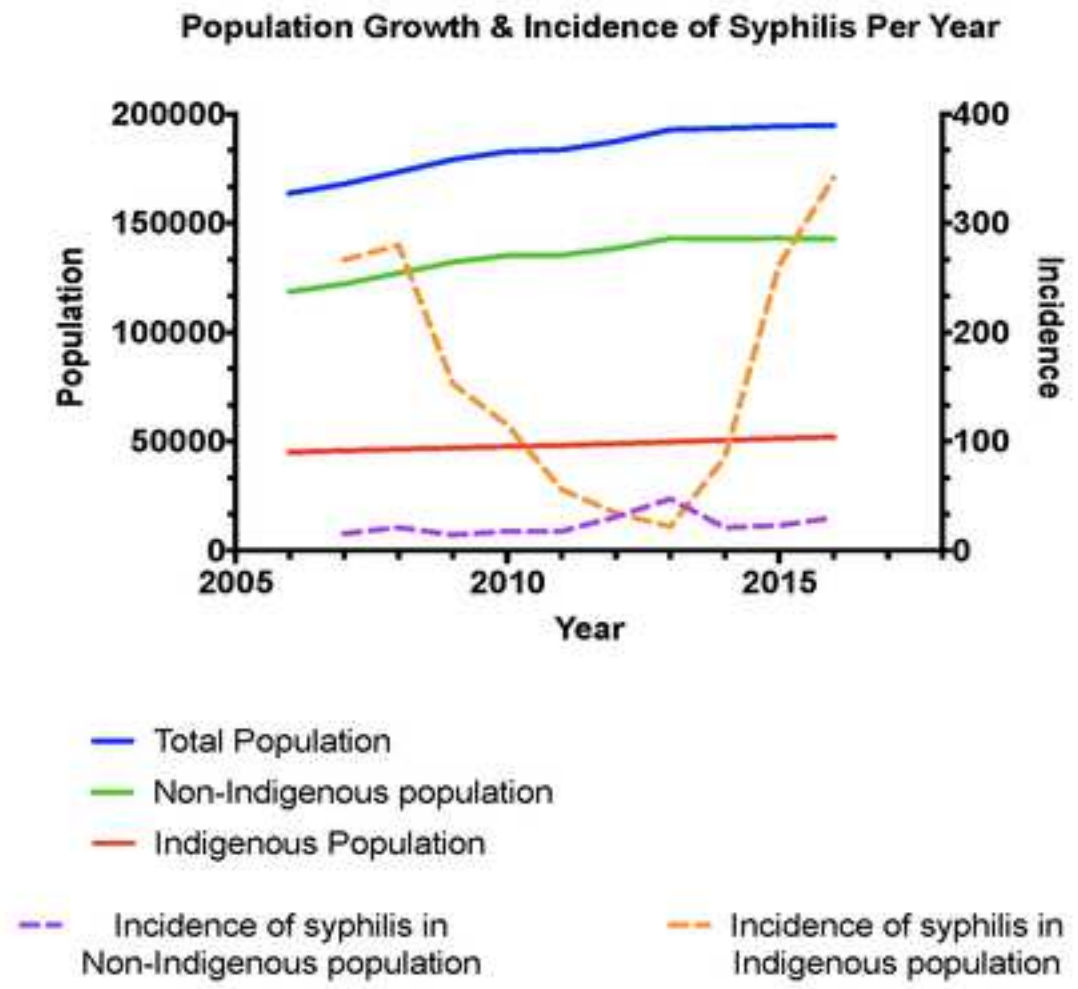 Population Growth & Incidence of Syphilis Per Year
200000
150000
100000
50000
0
Population
400
300
200
100
0
Incidence
2005
2010
2015
Year
Total Population
Non-Indigenous population
Indigenous Population
Incidence of syphilis in
Non-Indigenous population
Incidence of syphilis in
Indigenous population